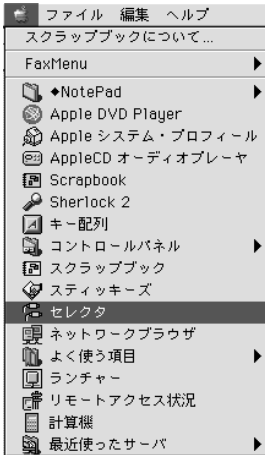 ファイル 編集 ヘルプ
スクラップブックについて...
FaxMenu
◆NotePad
Apple DVD Player
Apple システム・プロフィール
AppleCD オーディオプレーヤ
Scrapbook
Sherlock 2
キー配列
コントロールパネル
スクラップブック
スティッキーズ
セレクタ
ネットワークブラウザ
よく使う項目
ランチャー
リモートアクセス状況
計算機
最近使ったサーバ